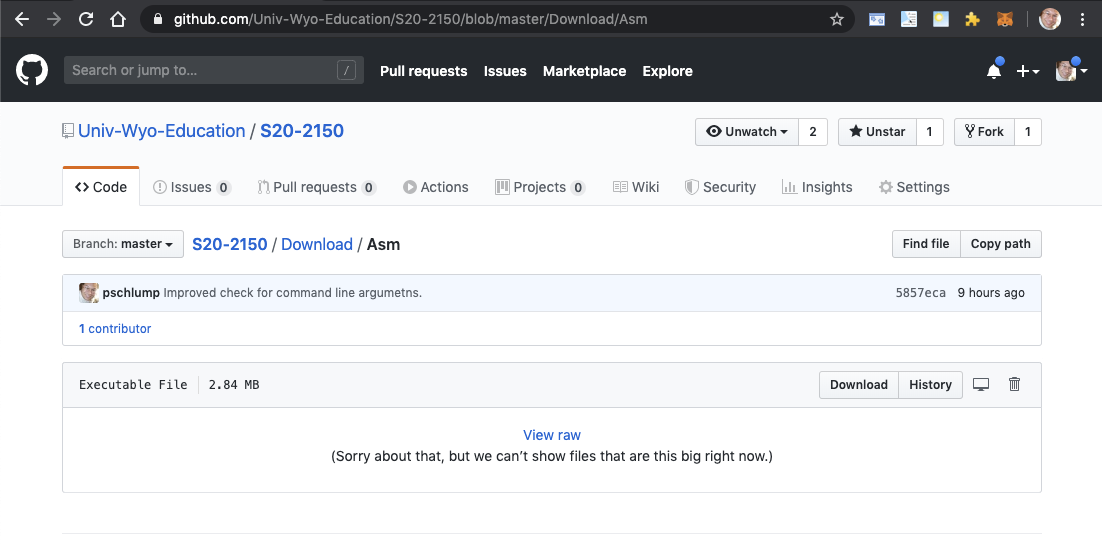 github.com/Univ-Wyo-Education/S20-2150/blob/master/Download/Asm
Search or jump to... / Pull requests Issues Marketplace Explore
Univ-Wyo-Education / S20-2150 Unwatch 2 Unstar 1 Fork 1
Code Issues 0 Pull requests 0 Actions Projects 0 Wiki Security Insights Settings
Branch: master S20-2150 / Download / Asm Find file Copy path
pschlump Improved check for command line argumetns. 5857eca 9 hours ago
1 contributor
Executable File 2.84 MB Download History
View raw
(Sorry about that, but we can’t show files that are this big right now.)